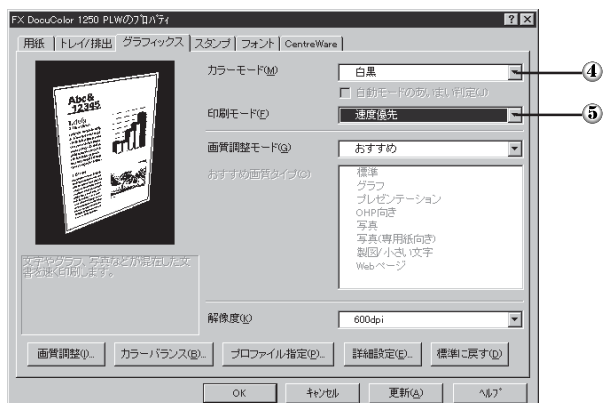 FX DocuColor 1250 PLWのプロパティ
用紙 トレイ/排出 グラフィックス スタンプ フォント CentreWare
カラーモード(M) 白黒 ④
自動モードのあいまい判定(J)
印刷モード(F) 速度優先 ⑤
画質調整モード(G) おすすめ
おすすめ画質タイプ(O) 標準
グラフ
プレゼンテーション
OHP向き
写真
写真(専用紙向き)
製図/小さい文字
Webページ
Abc&
12345
文字やグラフ、写真などが混在した文
書を速く印刷します。
解像度(K) 600dpi
画質調整(I)... カラーバランス(B)... プロファイル指定(P)... 詳細設定(E)... 標準に戻す(D)
OK キャンセル 更新(A) ヘルプ